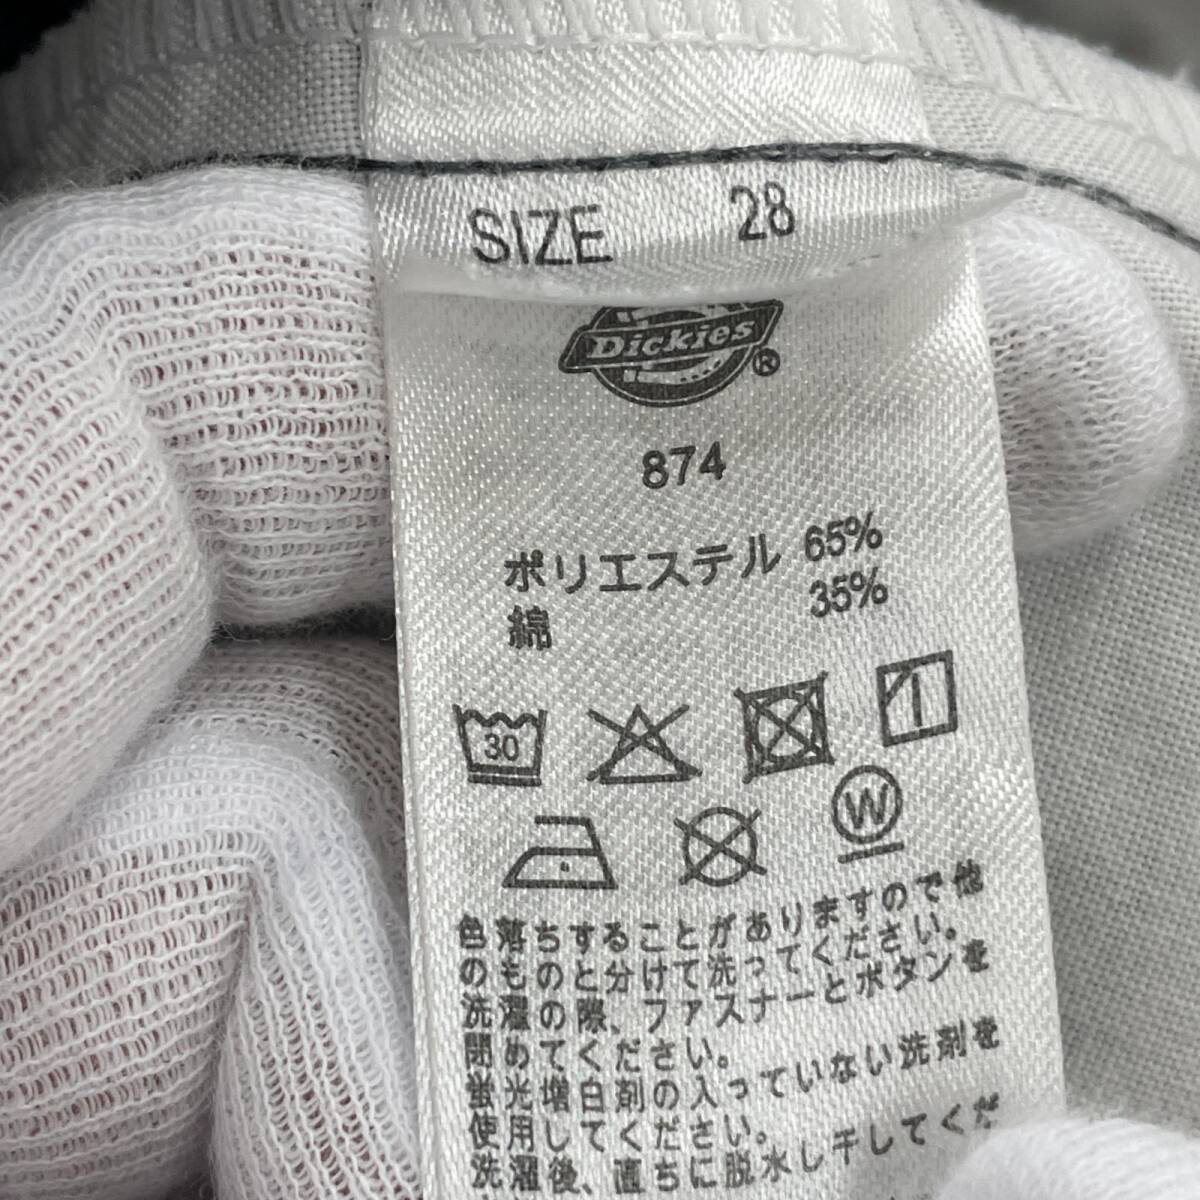 SIZE 28
Dickies®
874
ポリエステル 65%
綿 35%
30
W
色落ちすることがありますので他
のものと分けて洗ってください。
洗濯の際、ファスナーとボタンを
閉めてください。
蛍光増白剤の入っていない洗剤を
使用してください。
洗濯後、直ちに脱水し干してくだ